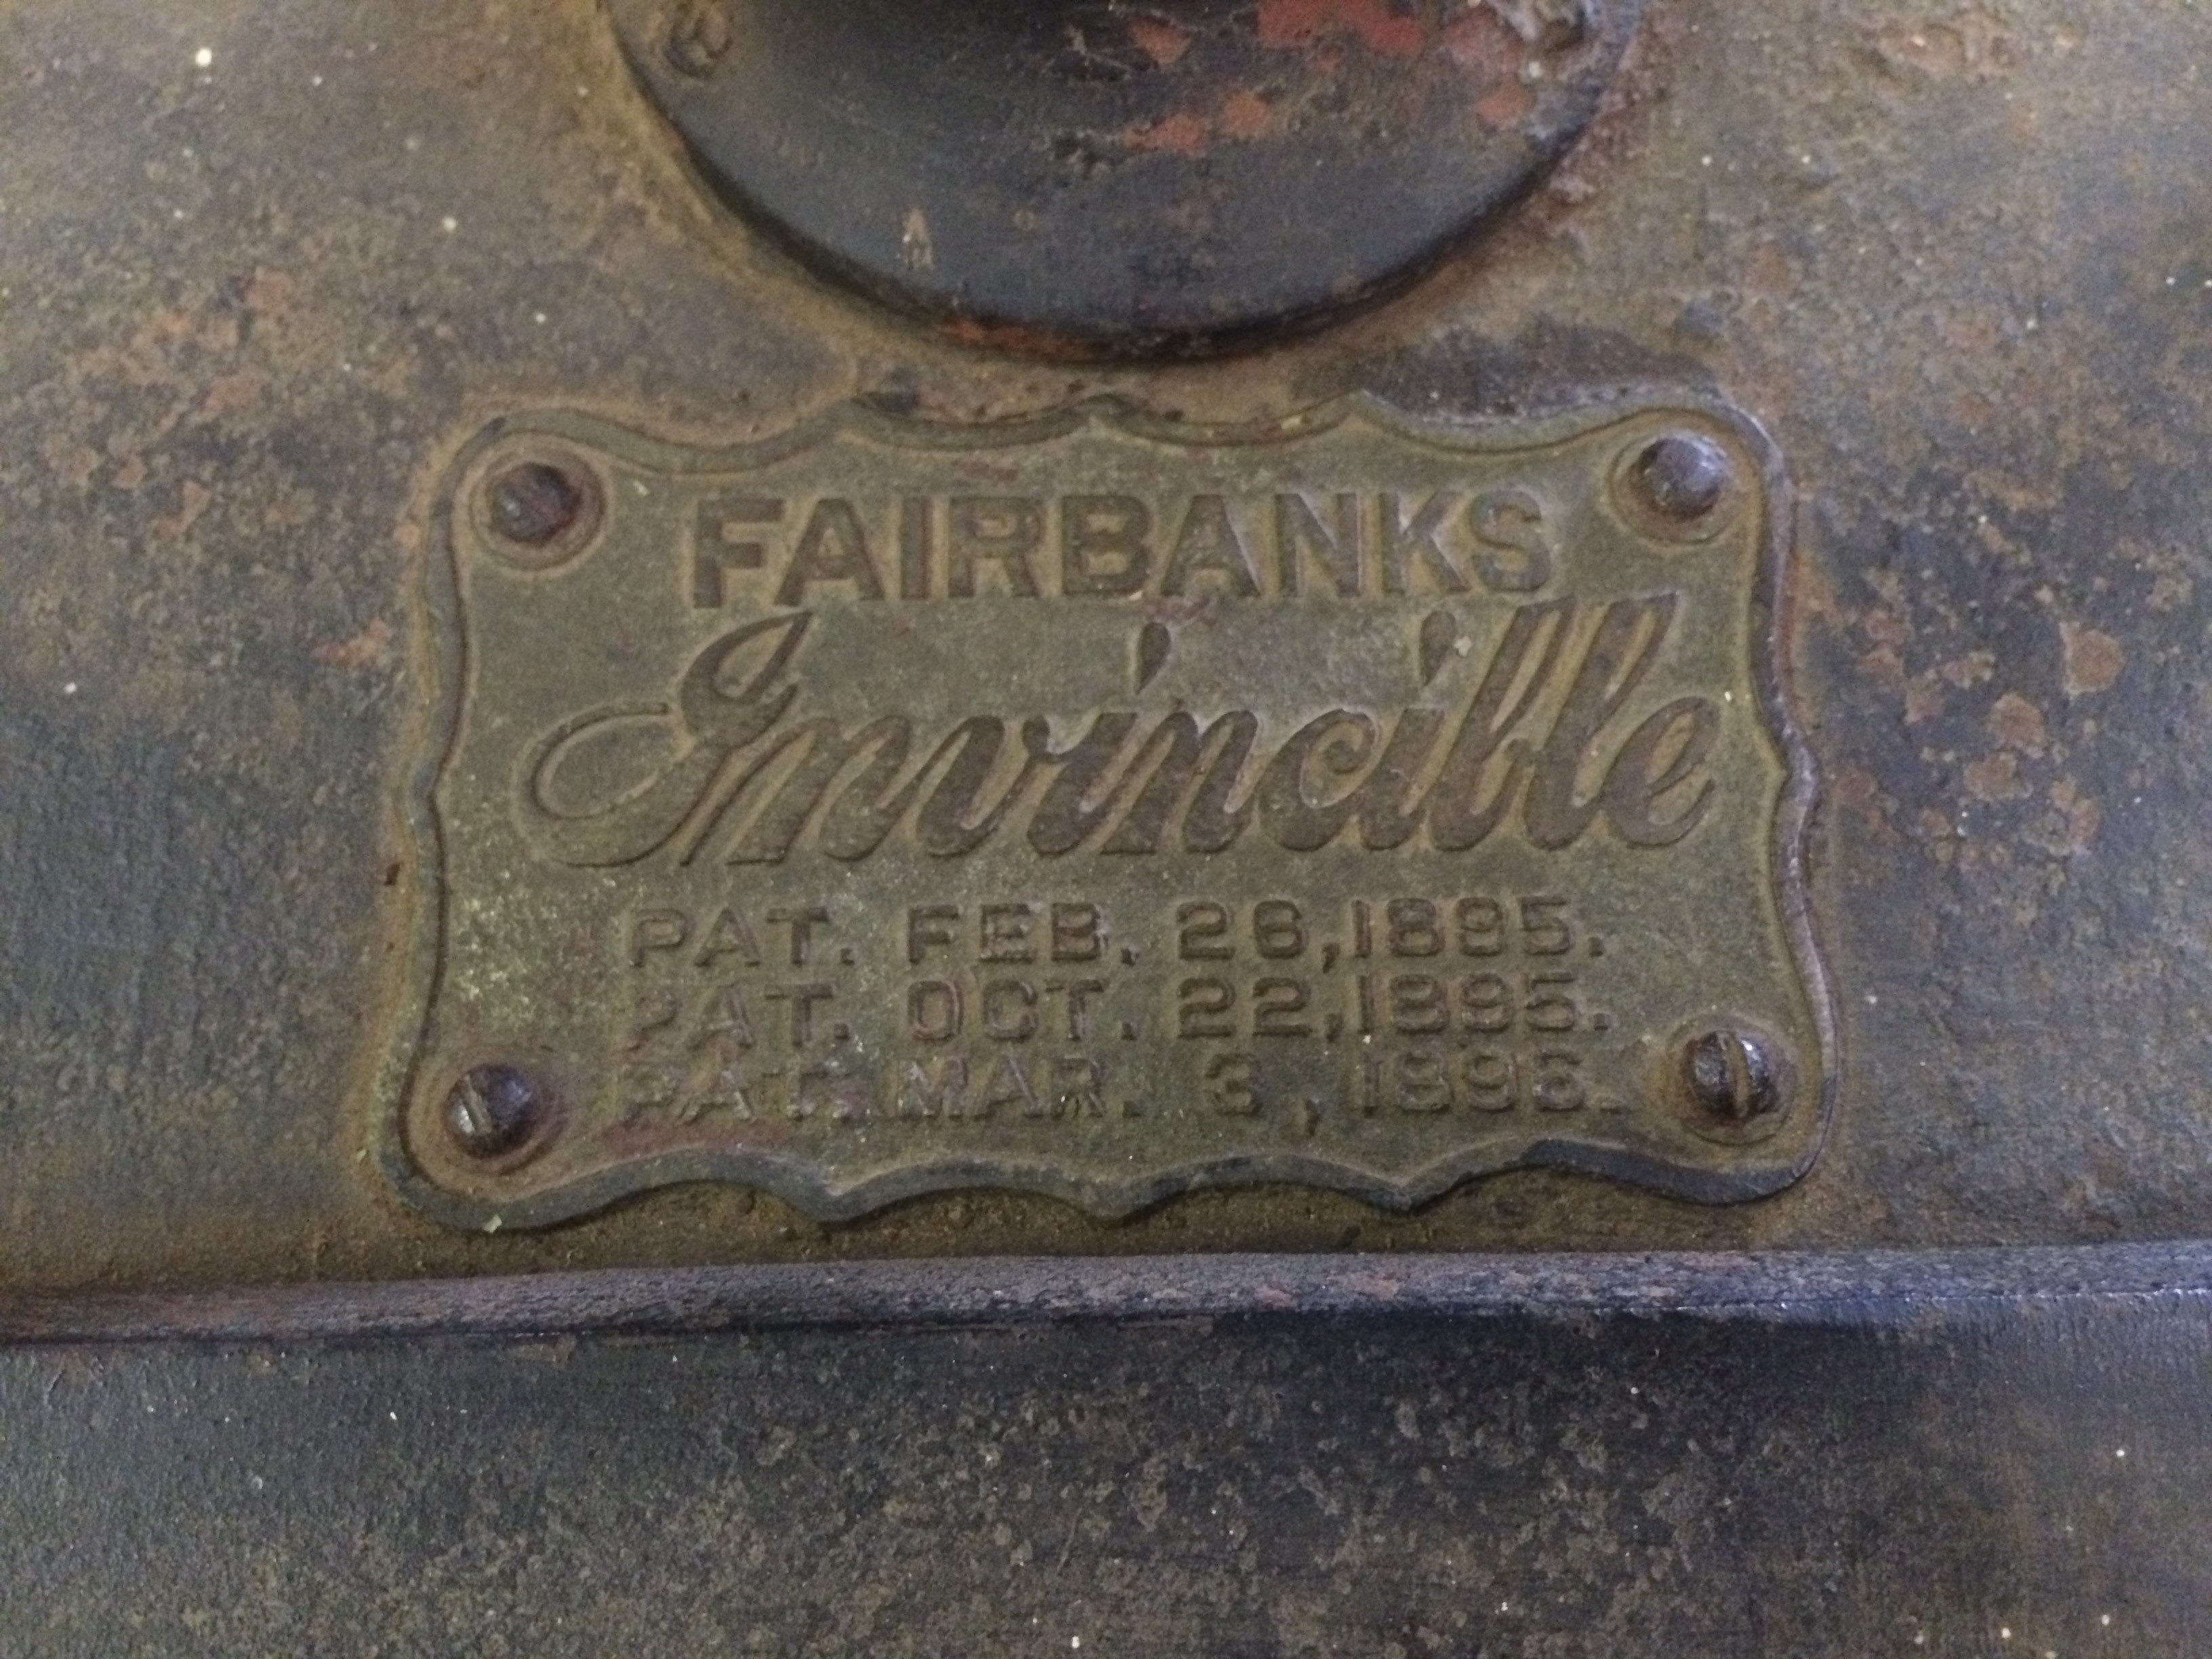 FAIRBANKS
Invincible
PAT. FEB. 26,1895.
PAT. OCT. 22,1895.
PAT. MAR. 3, 1896.